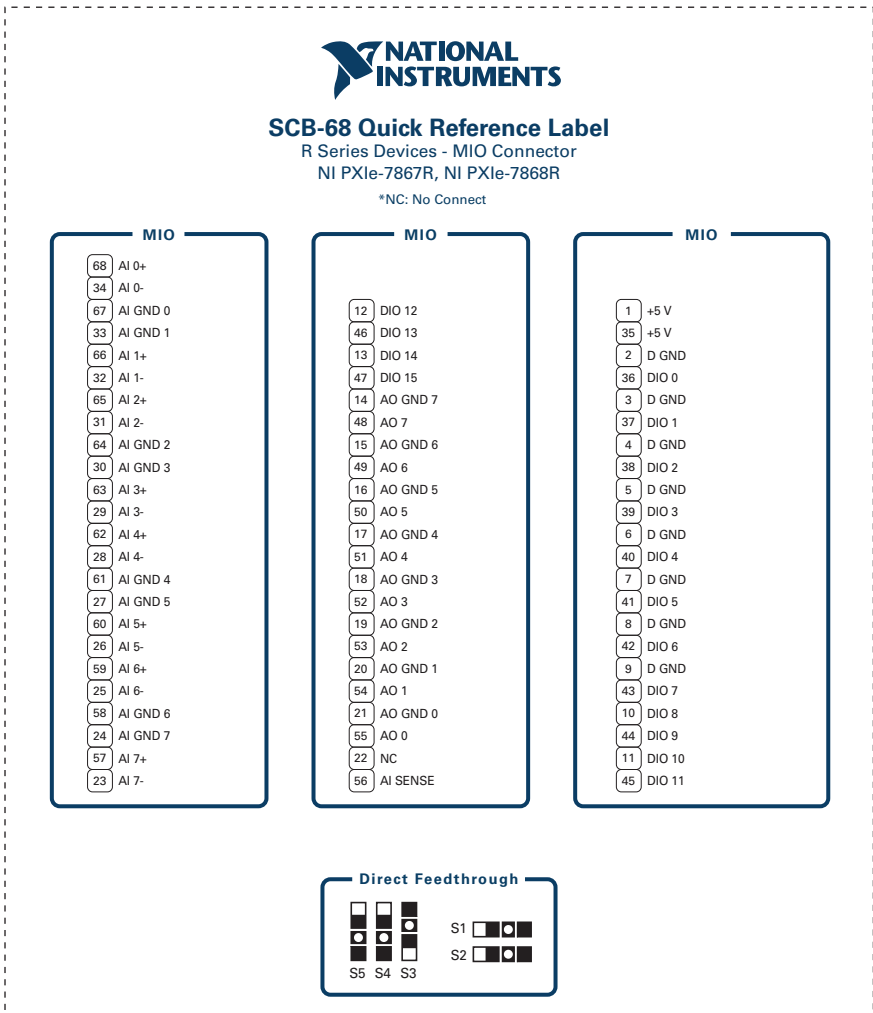 NATIONAL
INSTRUMENTS
SCB-68 Quick Reference Label
R Series Devices - MIO Connector
NI PXIe-7867R, NI PXIe-7868R
*NC: No Connect
MIO
68 AI 0+
34 AI 0-
67 AI GND 0
33 AI GND 1
66 AI 1+
32 AI 1-
65 AI 2+
31 AI 2-
64 AI GND 2
30 AI GND 3
63 AI 3+
29 AI 3-
62 AI 4+
28 AI 4-
61 AI GND 4
27 AI GND 5
60 AI 5+
26 AI 5-
59 AI 6+
25 AI 6-
58 AI GND 6
24 AI GND 7
57 AI 7+
23 AI 7-
MIO
12 DIO 12
46 DIO 13
13 DIO 14
47 DIO 15
14 AO GND 7
48 AO 7
15 AO GND 6
49 AO 6
16 AO GND 5
50 AO 5
17 AO GND 4
51 AO 4
18 AO GND 3
52 AO 3
19 AO GND 2
53 AO 2
20 AO GND 1
54 AO 1
21 AO GND 0
55 AO 0
22 NC
56 AI SENSE
MIO
1 +5 V
35 +5 V
2 D GND
36 DIO 0
3 D GND
37 DIO 1
4 D GND
38 DIO 2
5 D GND
39 DIO 3
6 D GND
40 DIO 4
7 D GND
41 DIO 5
8 D GND
42 DIO 6
9 D GND
43 DIO 7
10 DIO 8
44 DIO 9
11 DIO 10
45 DIO 11
Direct Feedthrough
S1
S2
S5 S4 S3